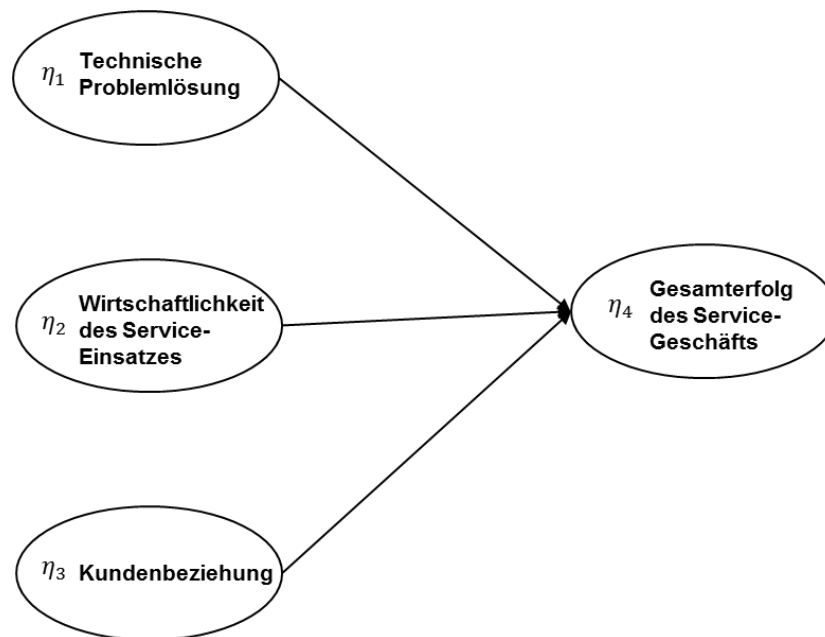 η₁ Technische
Problemlösung
η₂ Wirtschaftlichkeit
des Service-
Einsatzes
η₃ Kundenbeziehung
η₄ Gesamterfolg
des Service-
Geschäfts